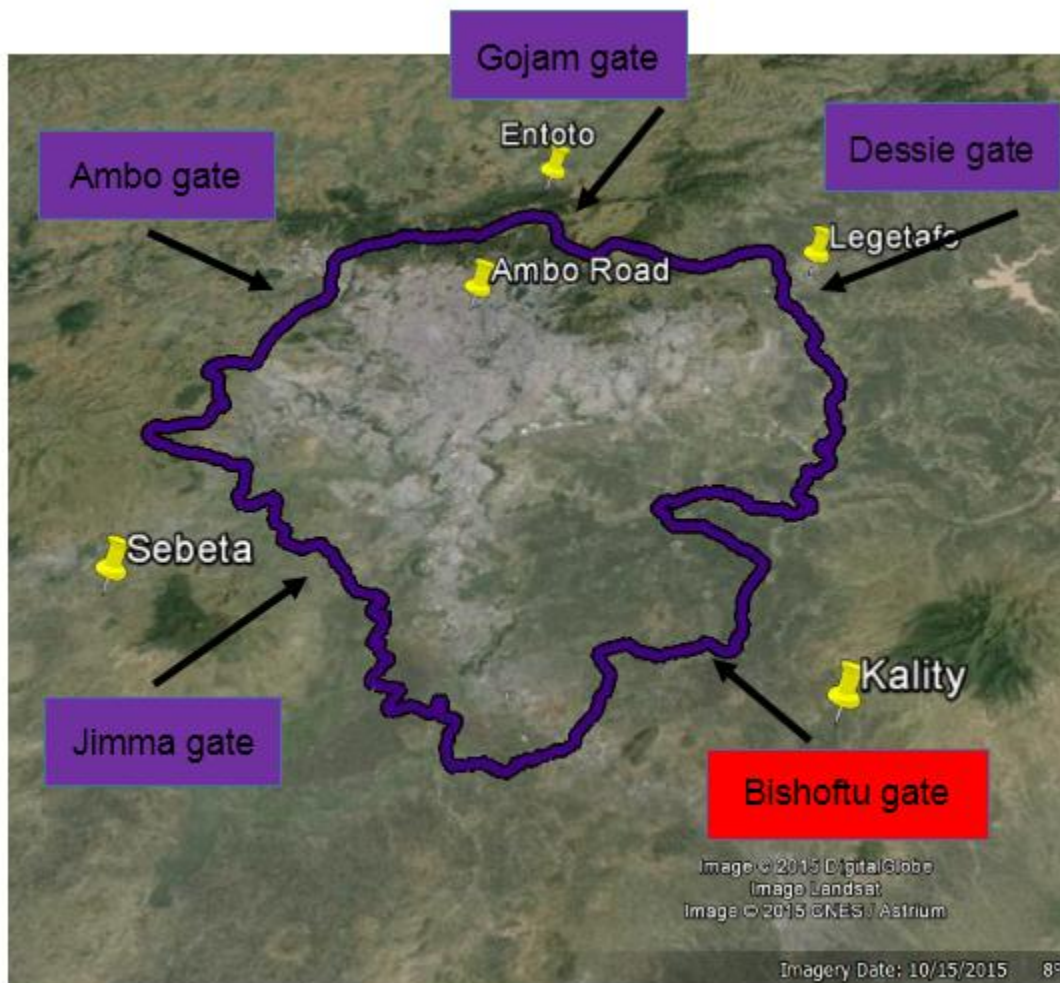 Gojam gate
Entoto
Dessie gate
Ambo gate
Legetafo
Ambo Road
Sebeta
Kality
Jimma gate
Bishoftu gate
Image © 2015 DigitalGlobe
Image Landsat
Image © 2015 CNES / Astrium
Imagery Date: 10/15/2015 8°